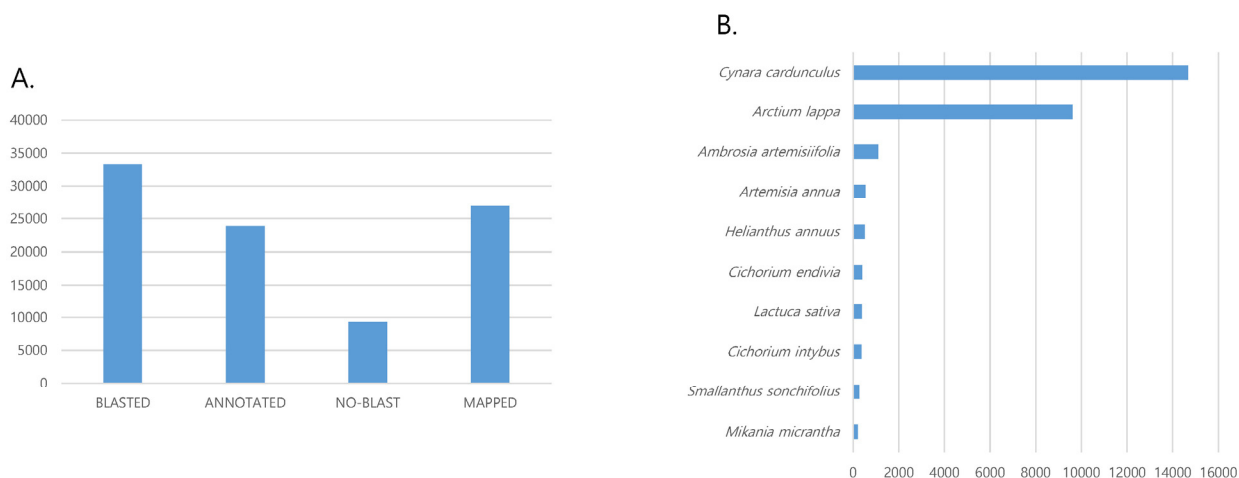 A.
40000
35000
30000
25000
20000
15000
10000
5000
0
BLASTED ANNOTATED NO-BLAST MAPPED
B.
Cynara cardunculus
Arctium lappa
Ambrosia artemisiifolia
Artemisia annua
Helianthus annuus
Cichorium endivia
Lactuca sativa
Cichorium intybus
Smallanthus sonchifolius
Mikania micrantha
0 2000 4000 6000 8000 10000 12000 14000 16000